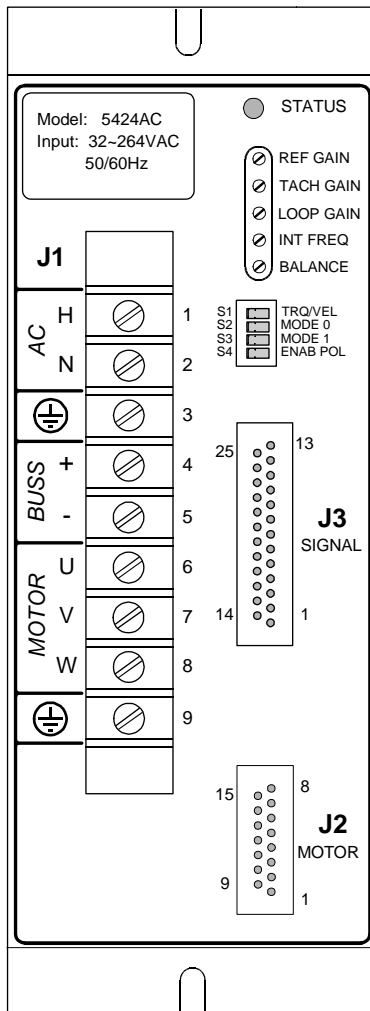 Model: 5424AC
Input: 32~264VAC
50/60Hz
STATUS
REF GAIN
TACH GAIN
LOOP GAIN
INT FREQ
BALANCE
J1
AC
H 1
N 2
3
BUSS
+ 4
- 5
MOTOR
U 6
V 7
W 8
9
S1 TRQ/VEL
S2 MODE 0
S3 MODE 1
S4 ENAB POL
25 13
J3
SIGNAL
14 1
15 8
J2
MOTOR
9 1